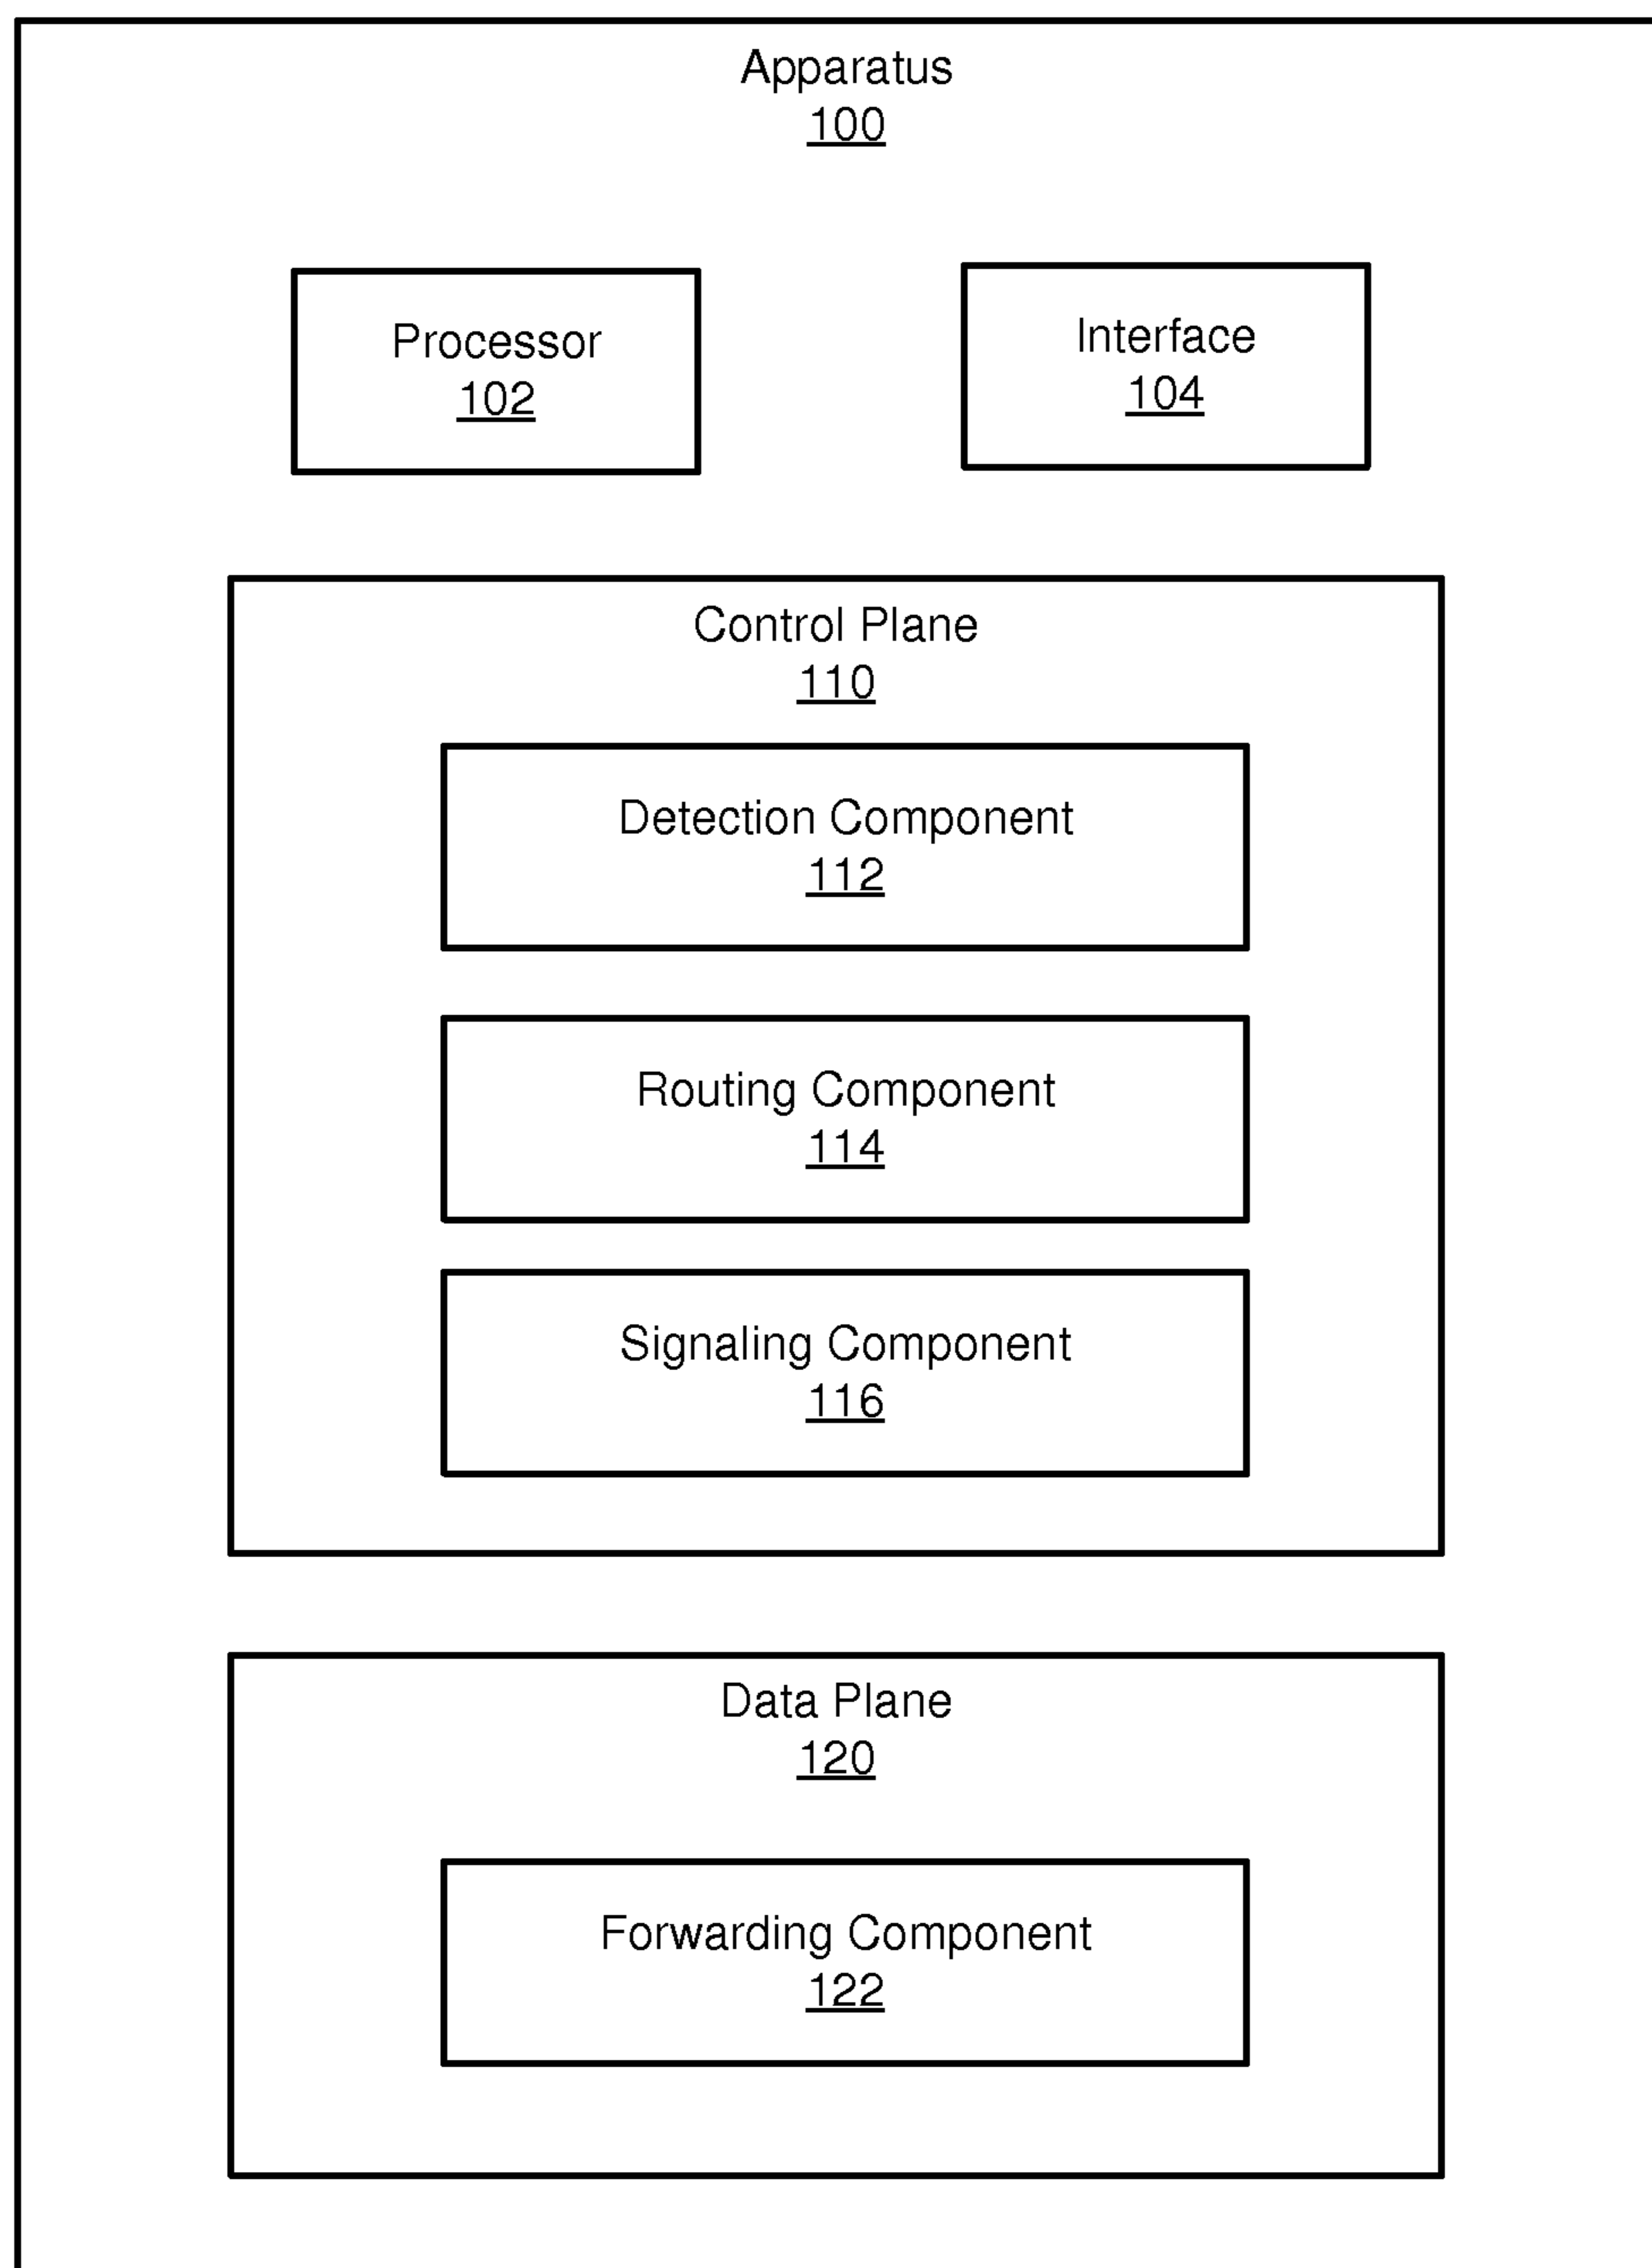 Apparatus
100
Processor
102
Interface
104
Control Plane
110
Detection Component
112
Routing Component
114
Signaling Component
116
Data Plane
120
Forwarding Component
122